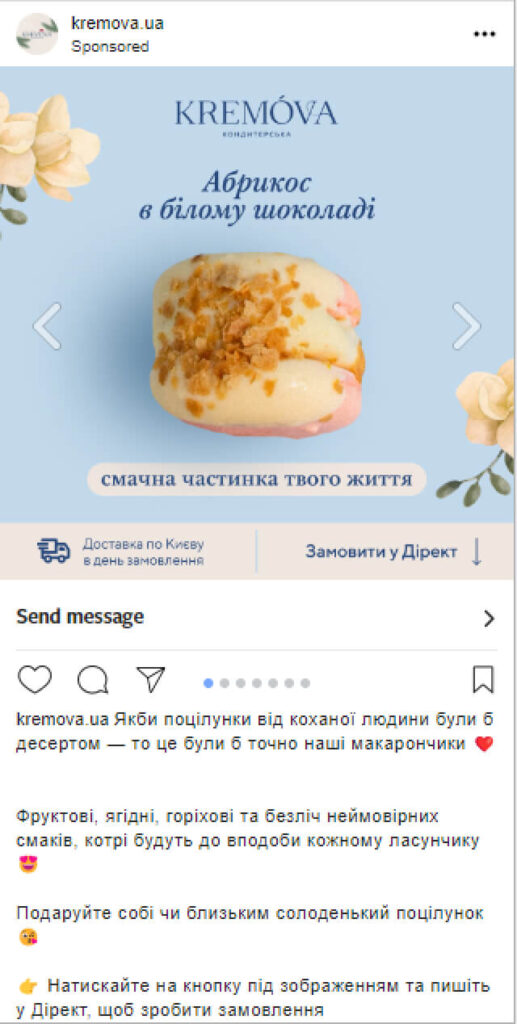 kremova.ua
Sponsored
KREMÓVA
КОНДИТЕРСЬКА
Абрикос
в білому шоколаді
смачна частинка твого життя
Доставка по Києву
в день замовлення
Замовити у Дірект
Send message
kremova.ua Якби поцілунки від коханої людини були б
десертом — то це були б точно наші макарончики ❤️
Фруктові, ягідні, горіхові та безліч неймовірних
смаків, котрі будуть до вподоби кожному ласунчику
😍
Подаруйте собі чи близьким солоденький поцілунок
😘
👉 Натискайте на кнопку під зображенням та пишіть
у Дірект, щоб зробити замовлення